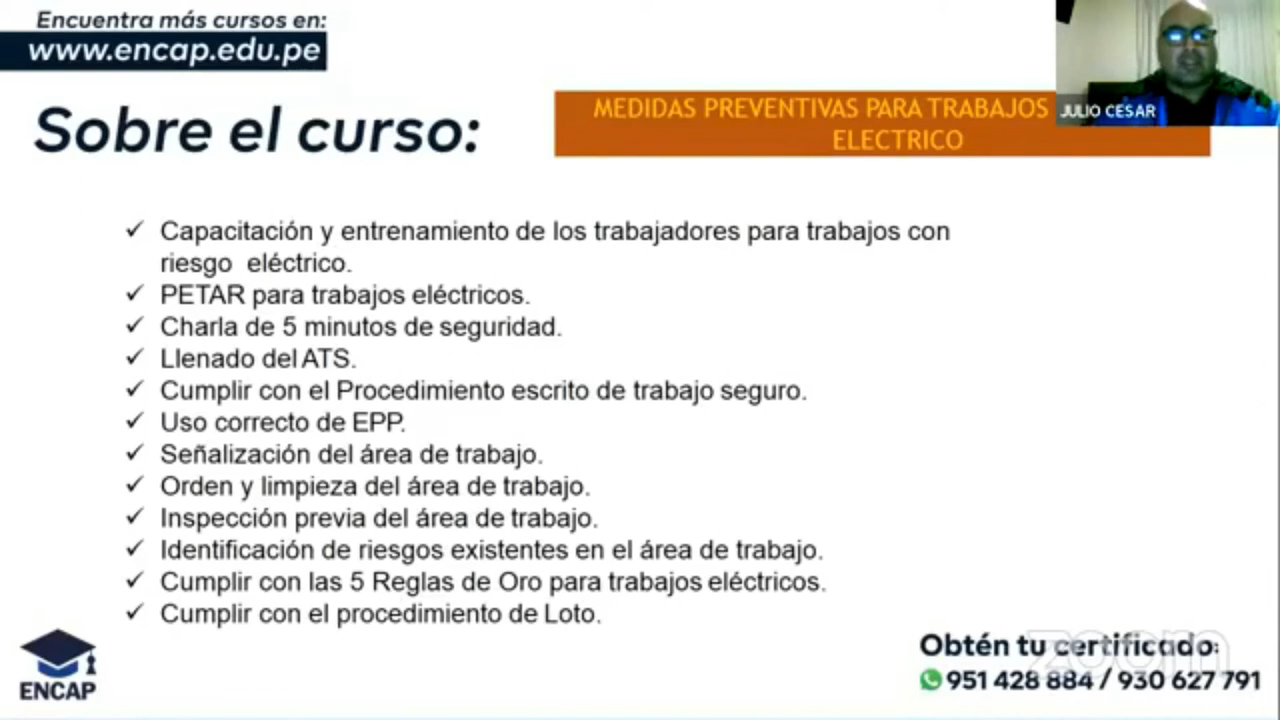 Encuentra más cursos en:
www.encap.edu.pe
Sobre el curso:
MEDIDAS PREVENTIVAS PARA TRABAJOS
ELECTRICO
JULIO CESAR
✓ Capacitación y entrenamiento de los trabajadores para trabajos con
riesgo eléctrico.
✓ PETAR para trabajos eléctricos.
✓ Charla de 5 minutos de seguridad.
✓ Llenado del ATS.
✓ Cumplir con el Procedimiento escrito de trabajo seguro.
✓ Uso correcto de EPP.
✓ Señalización del área de trabajo.
✓ Orden y limpieza del área de trabajo.
✓ Inspección previa del área de trabajo.
✓ Identificación de riesgos existentes en el área de trabajo.
✓ Cumplir con las 5 Reglas de Oro para trabajos eléctricos.
✓ Cumplir con el procedimiento de Loto.
ENCAP
Obtén tu certificado:
zoom
951 428 884 / 930 627 791